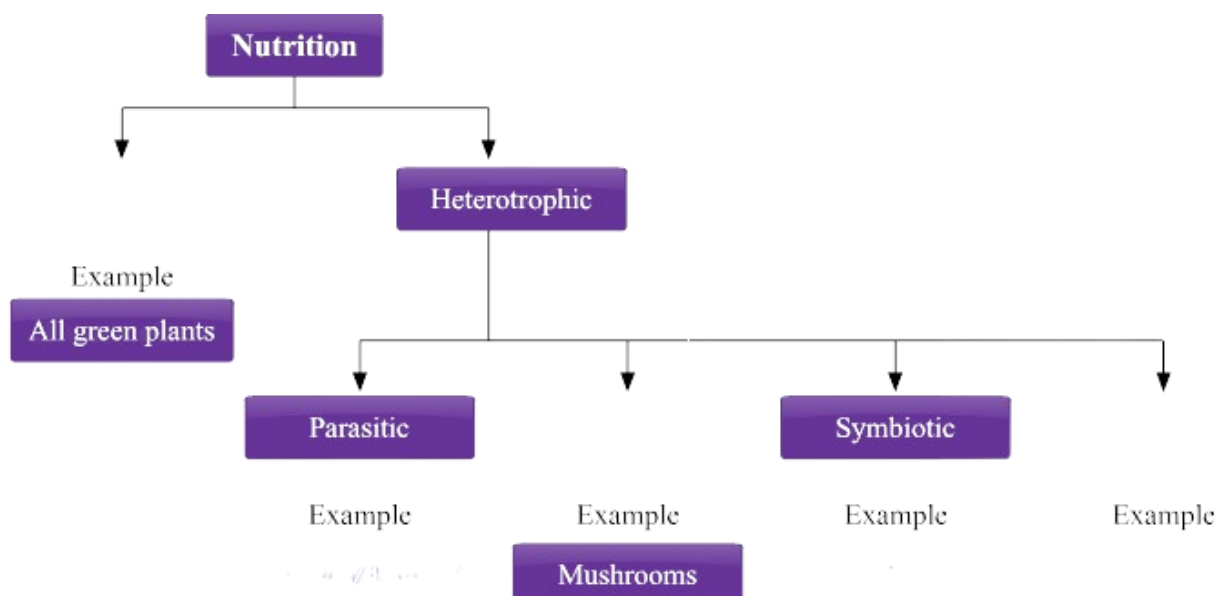 Nutrition
Heterotrophic
Example
All green plants
Parasitic
Symbiotic
Example
Example
Example
Example
Mushrooms